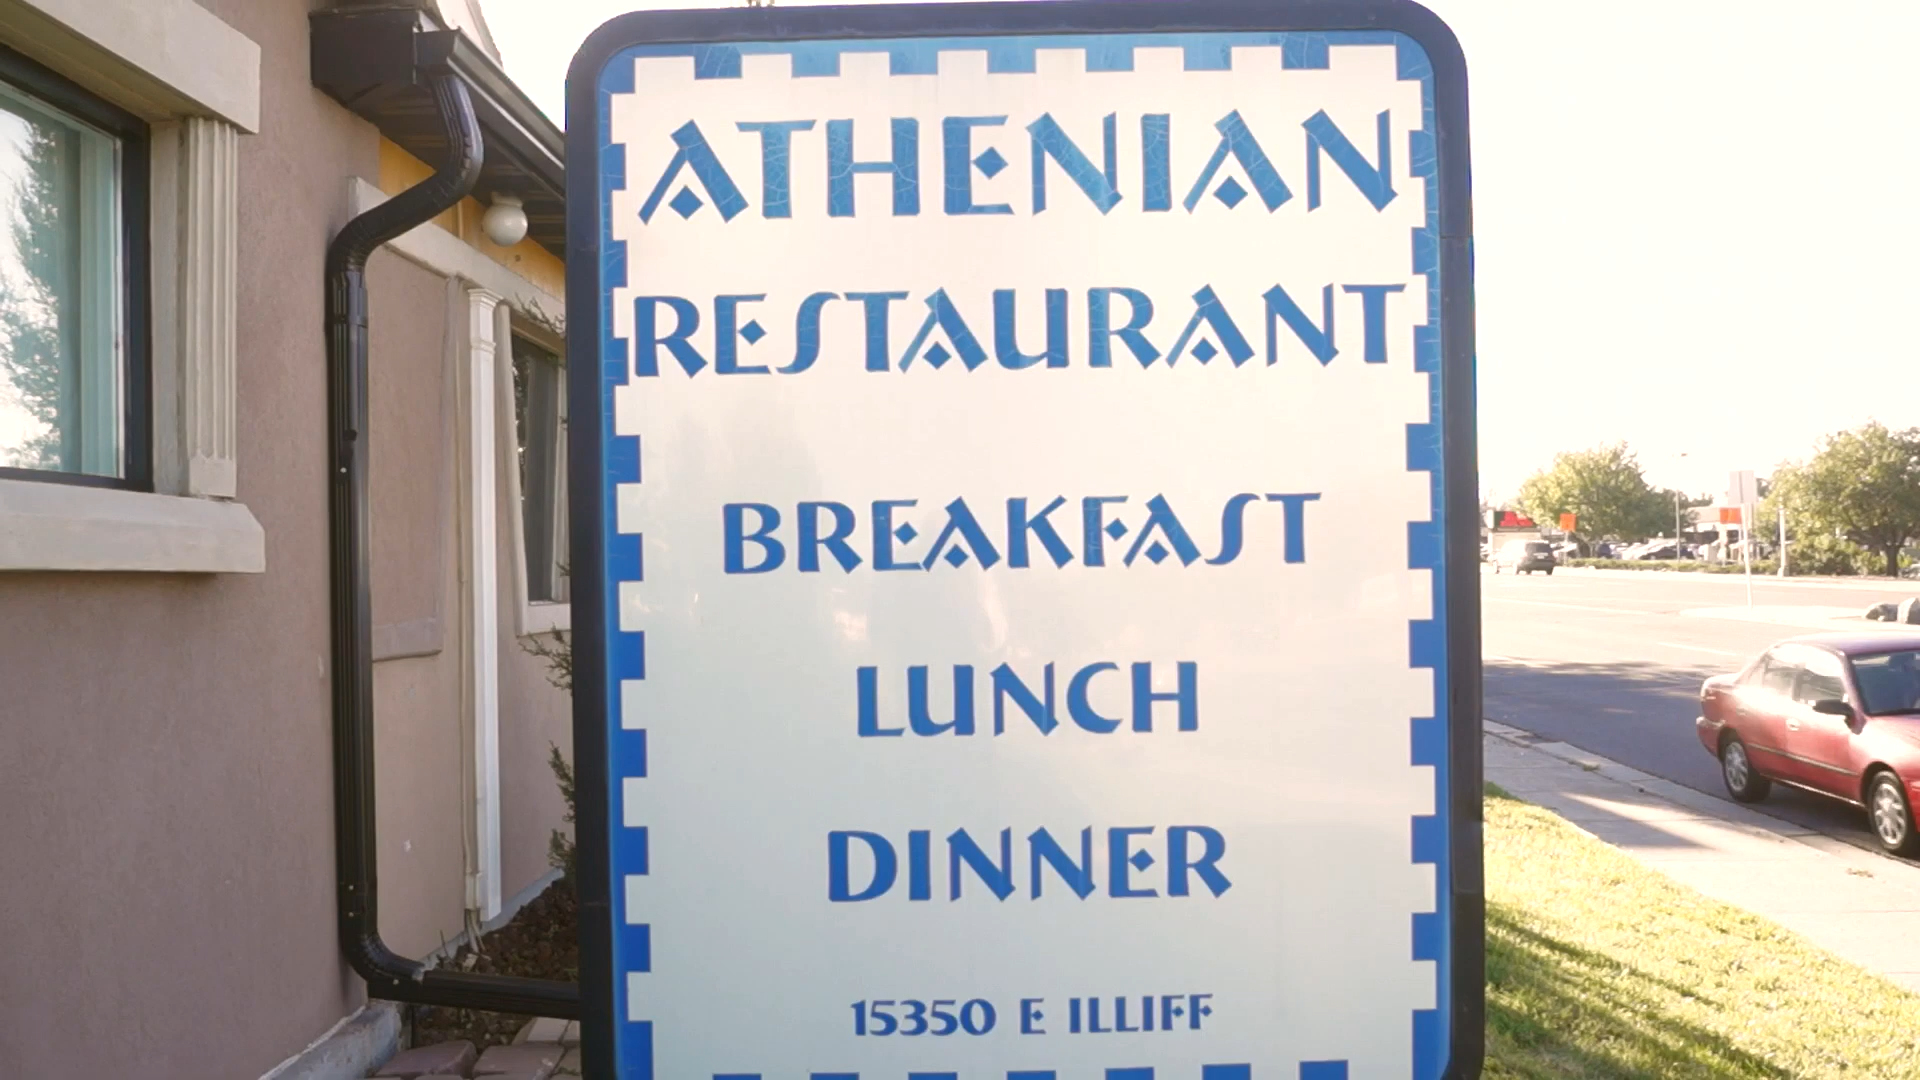 ATHENIAN
RESTAURANT
BREAKFAST
LUNCH
DINNER
15350 E ILLIFF